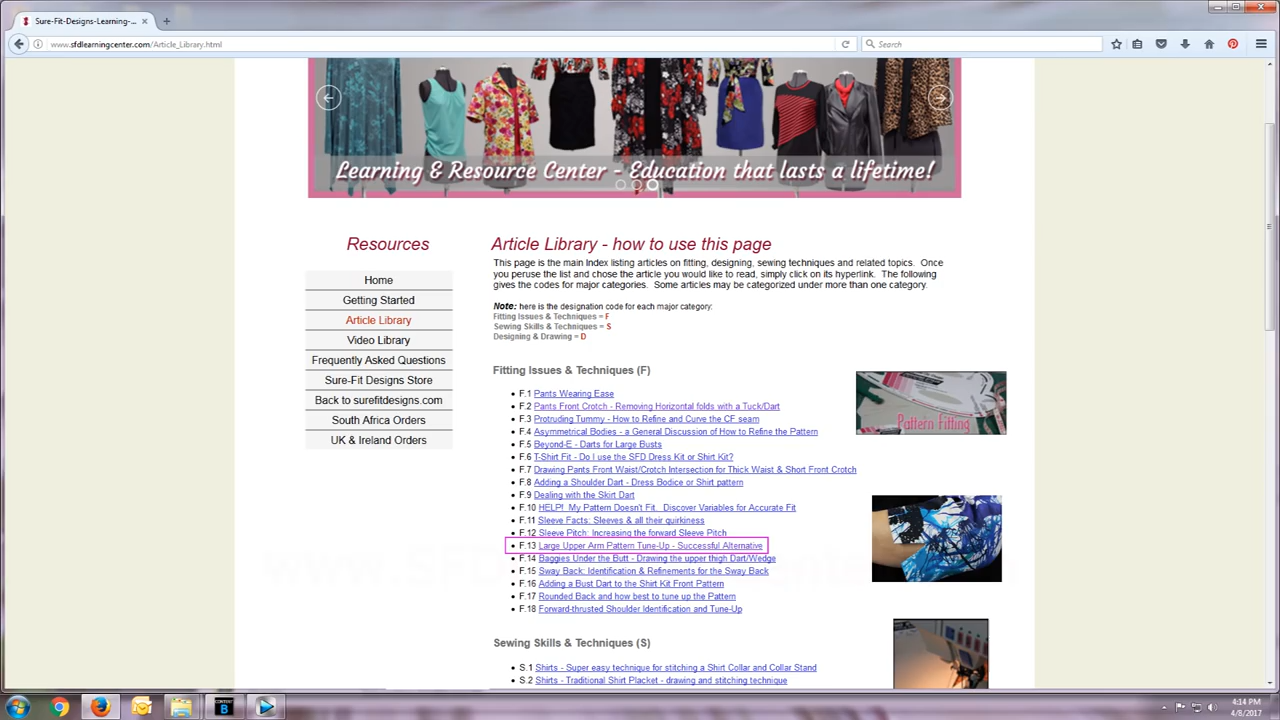 Sure-Fit-Designs-Learning-...
www.sfdlearningcenter.com/Article_Library.html
Search
Learning & Resource Center - Education that lasts a lifetime!
Resources
Home
Getting Started
Article Library
Video Library
Frequently Asked Questions
Sure-Fit Designs Store
Back to surefitdesigns.com
South Africa Orders
UK & Ireland Orders
Article Library - how to use this page
This page is the main Index listing articles on fitting, designing, sewing techniques and related topics. Once
you peruse the list and chose the article you would like to read, simply click on its hyperlink. The following
gives the codes for major categories. Some articles may be categorized under more than one category.
Note: here is the designation code for each major category:
Fitting Issues & Techniques = F
Sewing Skills & Techniques = S
Designing & Drawing = D
Fitting Issues & Techniques (F)
• F.1 Pants Wearing Ease
• F.2 Pants Front Crotch - Removing Horizontal folds with a Tuck/Dart
• F.3 Protruding Tummy - How to Refine and Curve the CF seam
• F.4 Asymmetrical Bodies - a General Discussion of How to Refine the Pattern
• F.5 Beyond-E - Darts for Large Busts
• F.6 T-Shirt Fit - Do I use the SFD Dress Kit or Shirt Kit?
• F.7 Drawing Pants Front Waist/Crotch Intersection for Thick Waist & Short Front Crotch
• F.8 Adding a Shoulder Dart - Dress Bodice or Shirt pattern
• F.9 Dealing with the Skirt Dart
• F.10 HELP! My Pattern Doesn't Fit. Discover Variables for Accurate Fit
• F.11 Sleeve Facts: Sleeves & all their quirkiness
• F.12 Sleeve Pitch: Increasing the forward Sleeve Pitch
• F.13 Large Upper Arm Pattern Tune-Up - Successful Alternative
• F.14 Baggies Under the Butt - Drawing the upper thigh Dart/Wedge
• F.15 Sway Back: Identification & Refinements for the Sway Back
• F.16 Adding a Bust Dart to the Shirt Kit Front Pattern
• F.17 Rounded Back and how best to tune up the Pattern
• F.18 Forward-thrusted Shoulder Identification and Tune-Up
Pattern Fitting
Sewing Skills & Techniques (S)
• S.1 Shirts - Super easy technique for stitching a Shirt Collar and Collar Stand
• S.2 Shirts - Traditional Shirt Placket - drawing and stitching technique
CONTENT
B
4:14 PM
4/8/2017